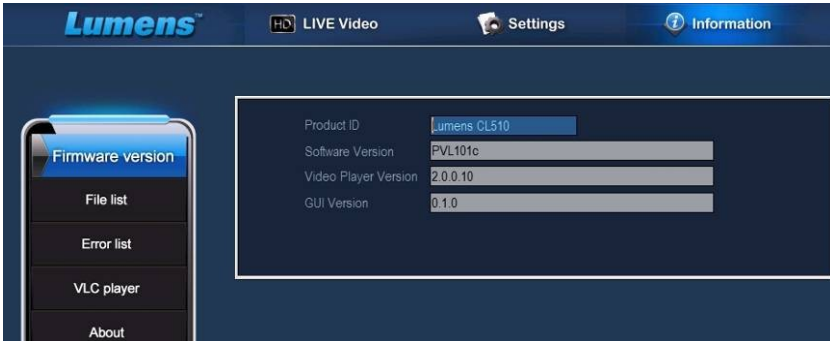 Lumens™ HD LIVE Video Settings Information
Firmware version
File list
Error list
VLC player
About
Product ID Lumens CL510
Software Version PVL101c
Video Player Version 2.0.0.10
GUI Version 0.1.0